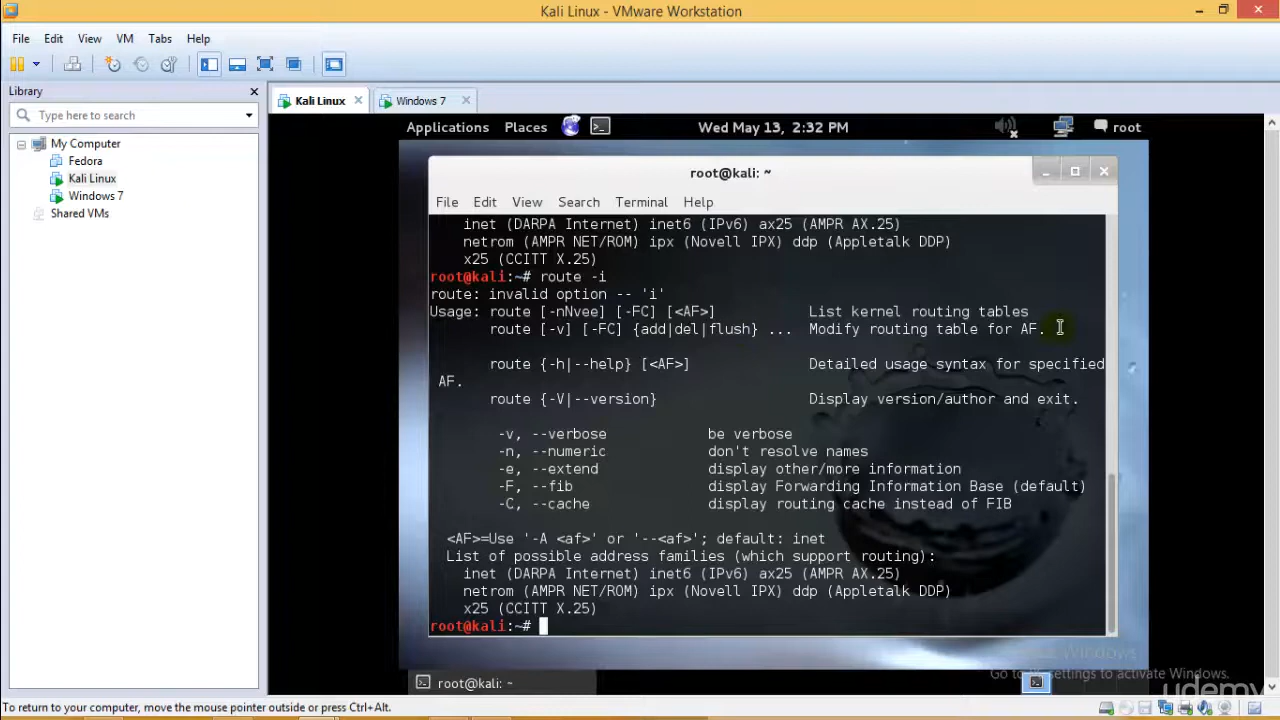 Kali Linux - VMware Workstation
File Edit View VM Tabs Help
Library
Type here to search
My Computer
Fedora
Kali Linux
Windows 7
Shared VMs
Kali Linux
Windows 7
Applications Places Wed May 13, 2:32 PM root
root@kali: ~
File Edit View Search Terminal Help
inet (DARPA Internet) inet6 (IPv6) ax25 (AMPR AX.25)
netrom (AMPR NET/ROM) ipx (Novell IPX) ddp (Appletalk DDP)
x25 (CCITT X.25)
root@kali:~# route -i
route: invalid option -- 'i'
Usage: route [-nNvee] [-FC] [<AF>] List kernel routing tables
route [-v] [-FC] {add|del|flush} ... Modify routing table for AF.
route {-h|--help} [<AF>] Detailed usage syntax for specified
AF.
route {-V|--version} Display version/author and exit.
-v, --verbose be verbose
-n, --numeric don't resolve names
-e, --extend display other/more information
-F, --fib display Forwarding Information Base (default)
-C, --cache display routing cache instead of FIB
<AF>=Use '-A <af>' or '--<af>'; default: inet
List of possible address families (which support routing):
inet (DARPA Internet) inet6 (IPv6) ax25 (AMPR AX.25)
netrom (AMPR NET/ROM) ipx (Novell IPX) ddp (Appletalk DDP)
x25 (CCITT X.25)
root@kali:~#
Windows
settings to activate Windows.
root@kali: ~
udemy
To return to your computer, move the mouse pointer outside or press Ctrl+Alt.